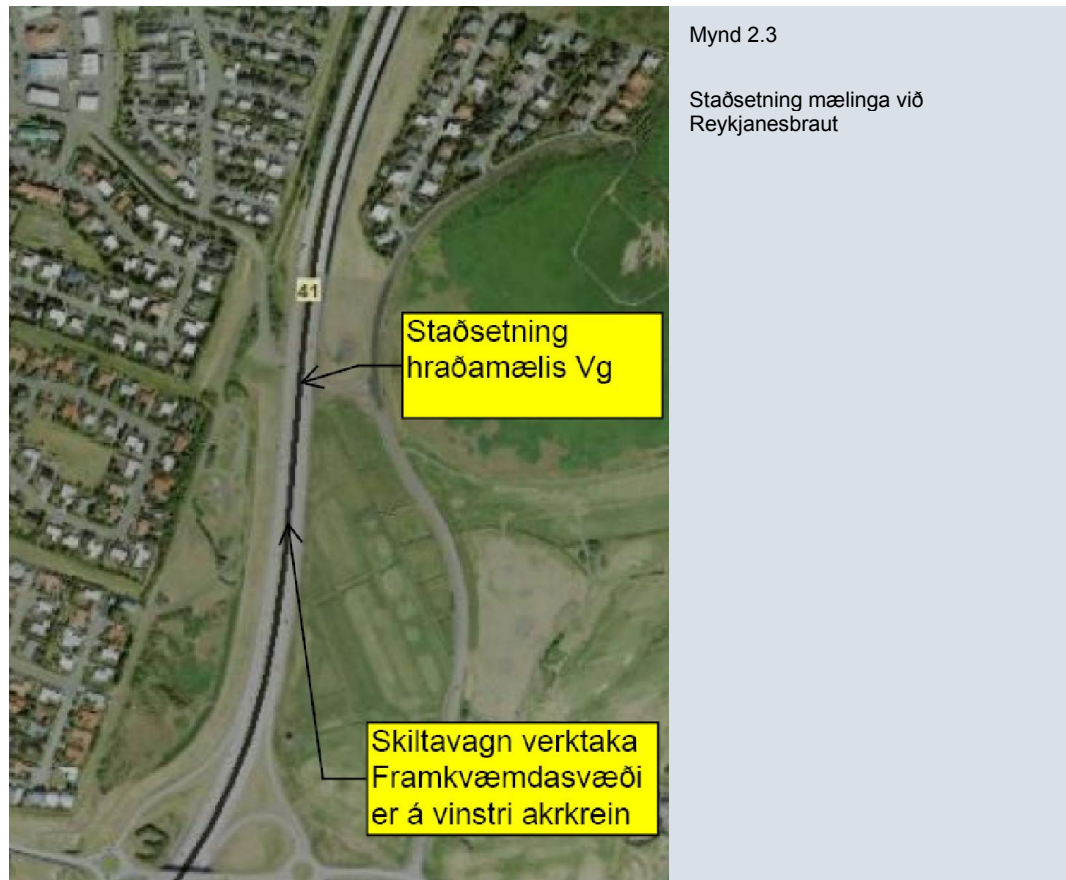 Mynd 2.3
Staðsetning mælinga við
Reykjanesbraut
41
Staðsetning
hraðamælis Vg
Skiltavagn verktaka
Framkvæmdasvæði
er á vinstri akrkrein